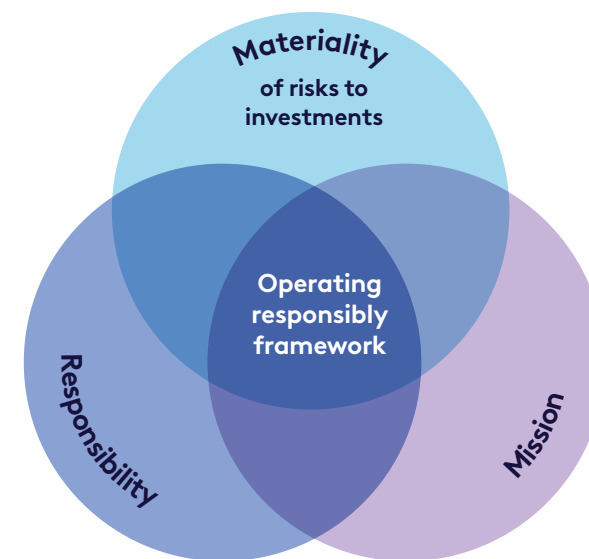 Materiality
of risks to
investments
Operating
responsibly
framework
Responsibility
Mission